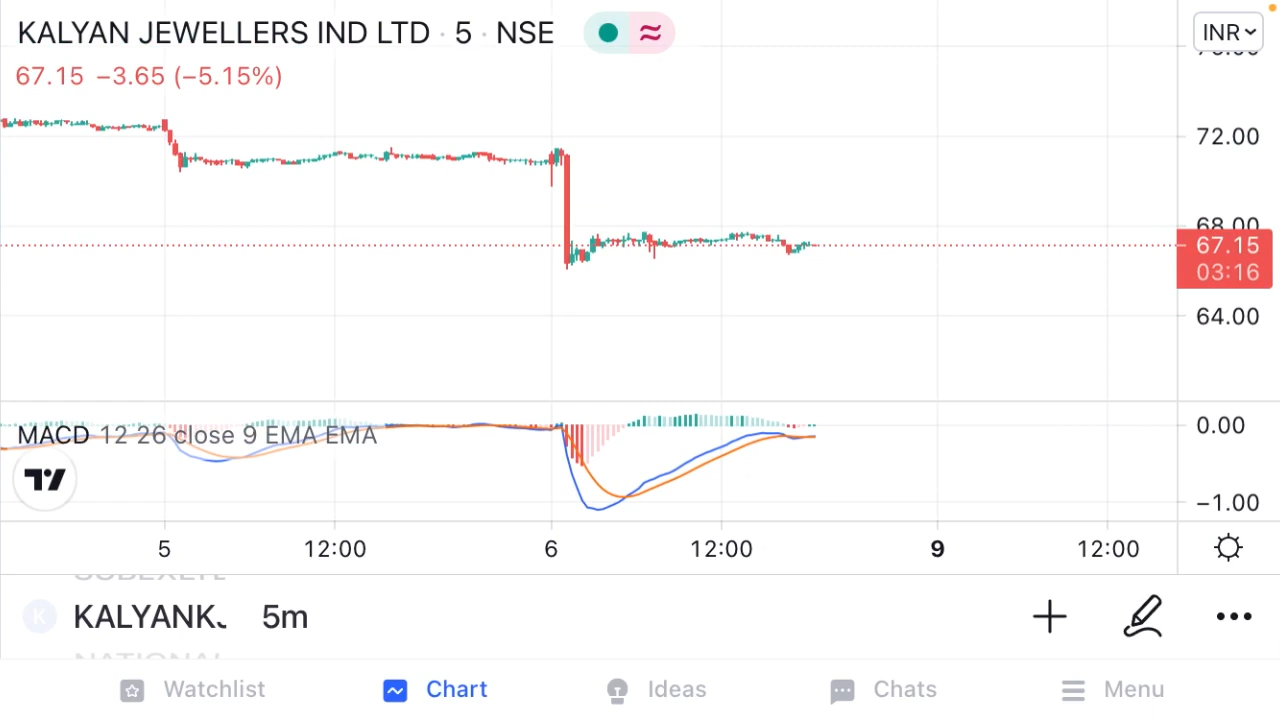 KALYAN JEWELLERS IND LTD · 5 · NSE
INR
67.15 −3.65 (−5.15%)
72.00
68.00
67.15
03:16
64.00
MACD 12 26 close 9 EMA EMA
0.00
−1.00
5 12:00 6 12:00 9 12:00
K KALYANKJ 5m
Watchlist Chart Ideas Chats Menu